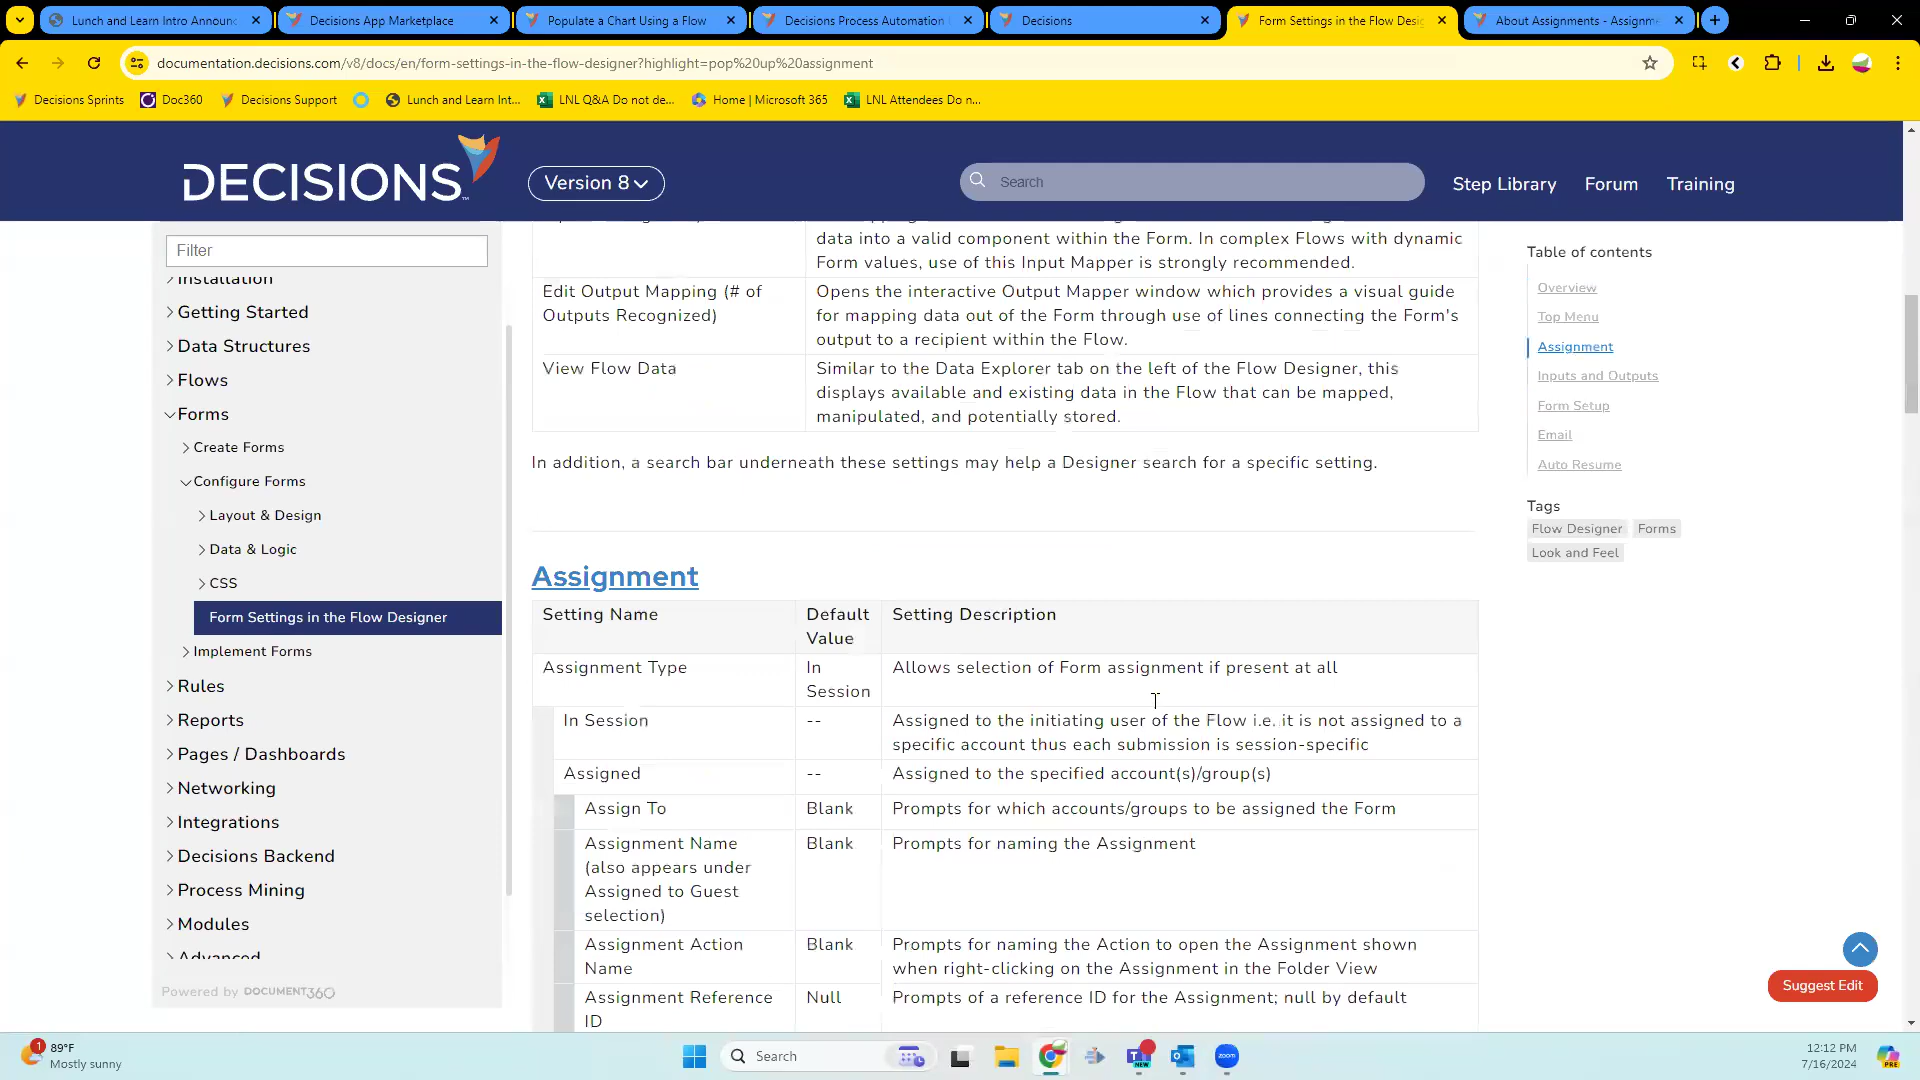 Lunch and Learn Intro Announc
Decisions App Marketplace
Populate a Chart Using a Flow
Decisions Process Automation
Decisions
Form Settings in the Flow Desig
About Assignments - Assignme
documentation.decisions.com/v8/docs/en/form-settings-in-the-flow-designer?highlight=pop%20up%20assignment
Decisions Sprints
Doc360
Decisions Support
Lunch and Learn Int...
LNL Q&A Do not de...
Home | Microsoft 365
LNL Attendees Do n...
DECISIONS
Version 8
Search
Step Library
Forum
Training
Filter
Installation
Getting Started
Data Structures
Flows
Forms
Create Forms
Configure Forms
Layout & Design
Data & Logic
CSS
Form Settings in the Flow Designer
Implement Forms
Rules
Reports
Pages / Dashboards
Networking
Integrations
Decisions Backend
Process Mining
Modules
Advanced
Powered by DOCUMENT360
data into a valid component within the Form. In complex Flows with dynamic
Form values, use of this Input Mapper is strongly recommended.
Edit Output Mapping (# of
Outputs Recognized)
Opens the interactive Output Mapper window which provides a visual guide
for mapping data out of the Form through use of lines connecting the Form's
output to a recipient within the Flow.
View Flow Data
Similar to the Data Explorer tab on the left of the Flow Designer, this
displays available and existing data in the Flow that can be mapped,
manipulated, and potentially stored.
In addition, a search bar underneath these settings may help a Designer search for a specific setting.
Assignment
Setting Name
Default
Value
Setting Description
Assignment Type
In
Session
Allows selection of Form assignment if present at all
In Session
--
Assigned to the initiating user of the Flow i.e. it is not assigned to a
specific account thus each submission is session-specific
Assigned
--
Assigned to the specified account(s)/group(s)
Assign To
Blank
Prompts for which accounts/groups to be assigned the Form
Assignment Name
(also appears under
Assigned to Guest
selection)
Blank
Prompts for naming the Assignment
Assignment Action
Name
Blank
Prompts for naming the Action to open the Assignment shown
when right-clicking on the Assignment in the Folder View
Assignment Reference
ID
Null
Prompts of a reference ID for the Assignment; null by default
Table of contents
Overview
Top Menu
Assignment
Inputs and Outputs
Form Setup
Email
Auto Resume
Tags
Flow Designer
Forms
Look and Feel
Suggest Edit
1
89°F
Mostly sunny
Search
NEW
zoom
12:12 PM
7/16/2024
PRE